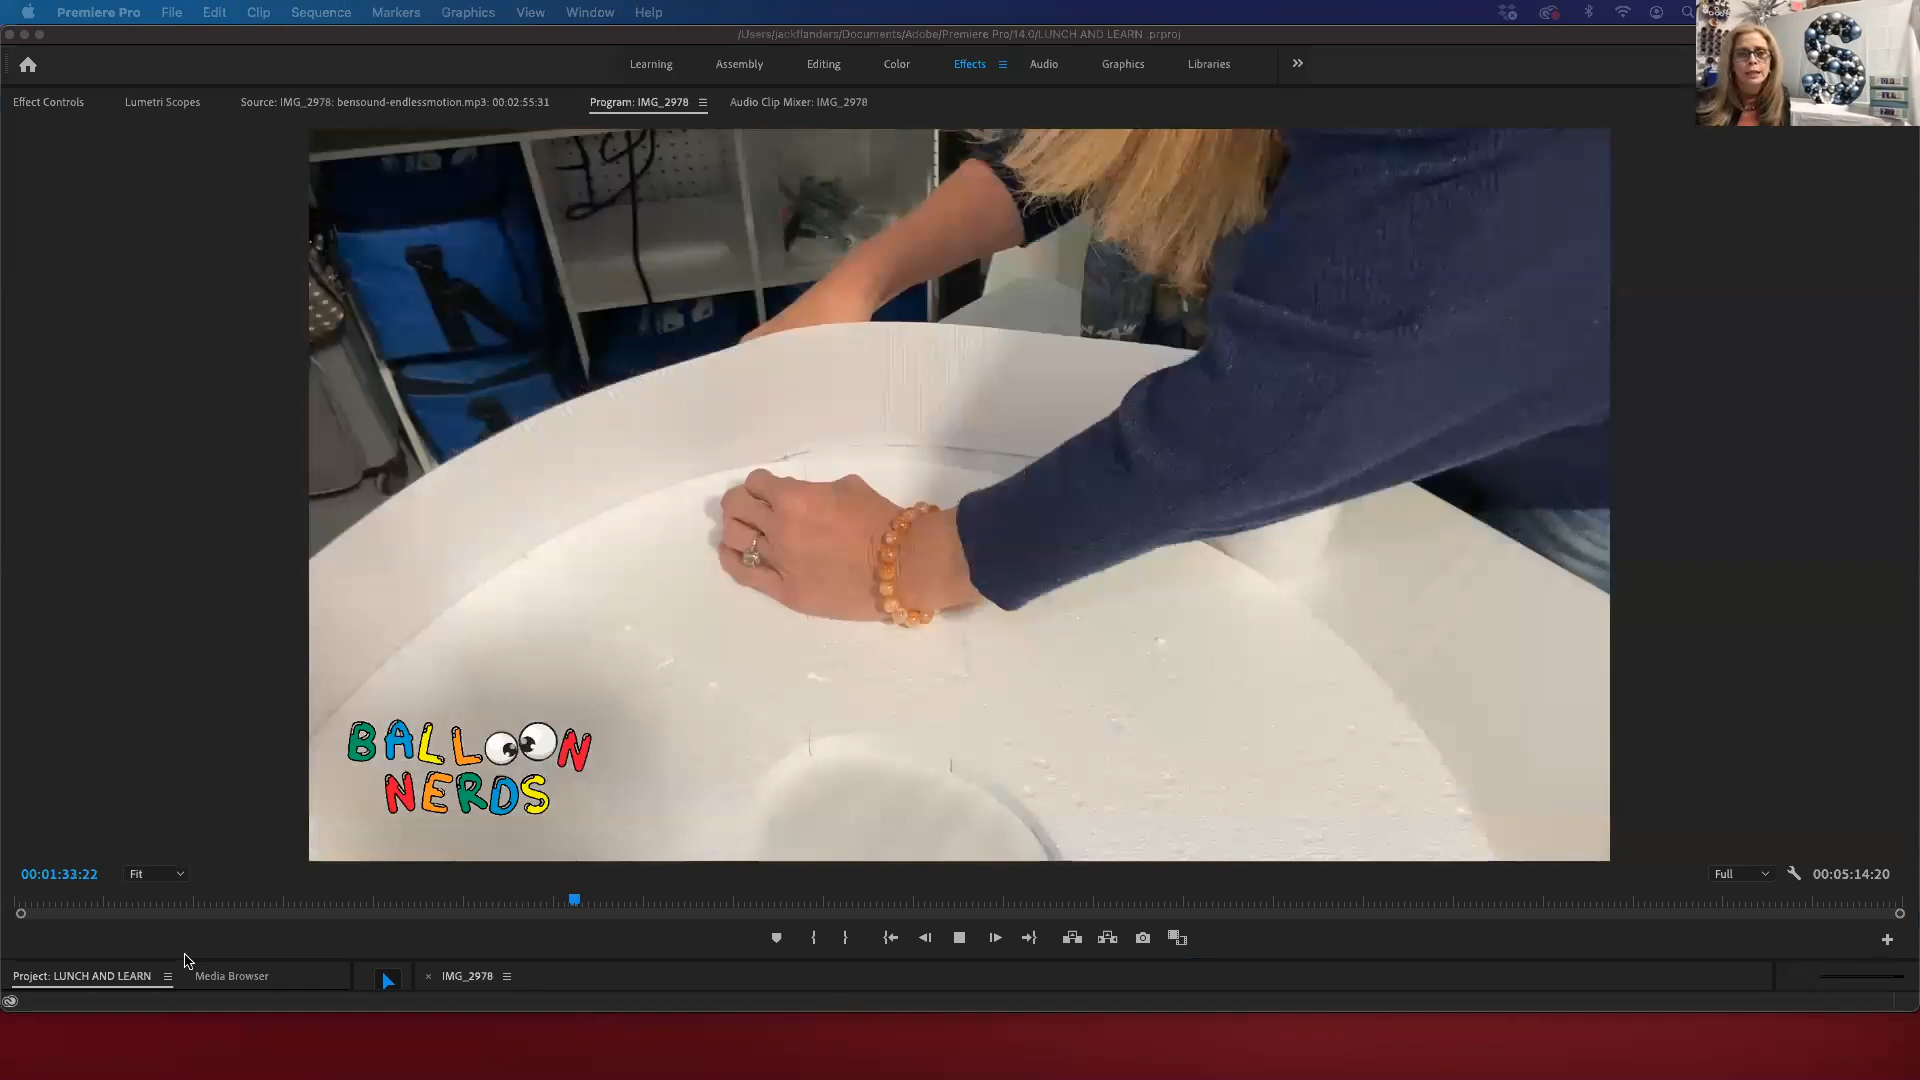 Premiere Pro File Edit Clip Sequence Markers Graphics View Window Help
/Users/jackflanders/Documents/Adobe/Premiere Pro/14.0/LUNCH AND LEARN .prproj
Learning Assembly Editing Color Effects Audio Graphics Libraries
Effect Controls Lumetri Scopes Source: IMG_2978: bensound-endlessmotion.mp3: 00:02:55:31 Program: IMG_2978 Audio Clip Mixer: IMG_2978
S
BALLOON
NERDS
00:01:33:22 Fit Full 00:05:14:20
Project: LUNCH AND LEARN Media Browser × IMG_2978